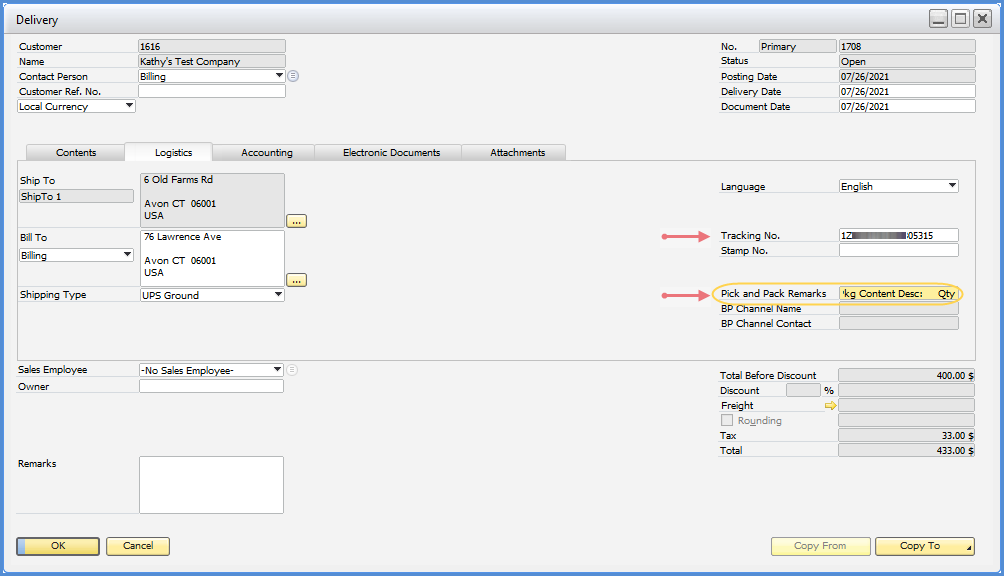 Delivery
Customer 1616
Name Kathy's Test Company
Contact Person Billing
Customer Ref. No.
Local Currency
No. Primary 1708
Status Open
Posting Date 07/26/2021
Delivery Date 07/26/2021
Document Date 07/26/2021
Contents Logistics Accounting Electronic Documents Attachments
Ship To
ShipTo 1
6 Old Farms Rd
Avon CT 06001
USA
...
Bill To
Billing
76 Lawrence Ave
Avon CT 06001
USA
...
Shipping Type UPS Ground
Language English
Tracking No. 1Z 05315
Stamp No.
Pick and Pack Remarks kg Content Desc: Qty
BP Channel Name
BP Channel Contact
Sales Employee -No Sales Employee-
Owner
Remarks
Total Before Discount 400.00 $
Discount %
Freight
Rounding
Tax 33.00 $
Total 433.00 $
OK Cancel Copy From Copy To